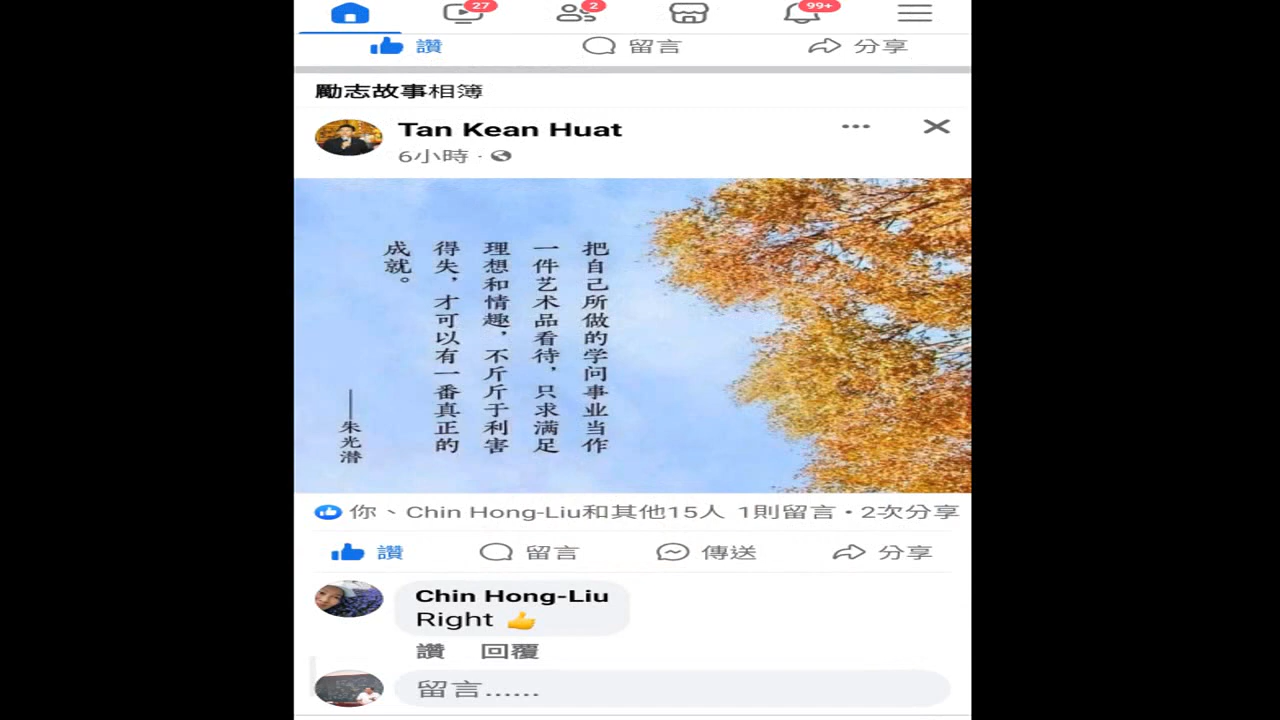 27
2
99+
讚
留言
分享
勵志故事相簿
Tan Kean Huat
6小時 ·
把自己所做的学问事业当作
一件艺术品看待，只求满足
理想和情趣，不斤斤于利害
得失，才可以有一番真正的
成就。
——朱光潜
你、Chin Hong-Liu和其他15人 1則留言 • 2次分享
讚
留言
傳送
分享
Chin Hong-Liu
Right 👍
讚 回覆
留言......